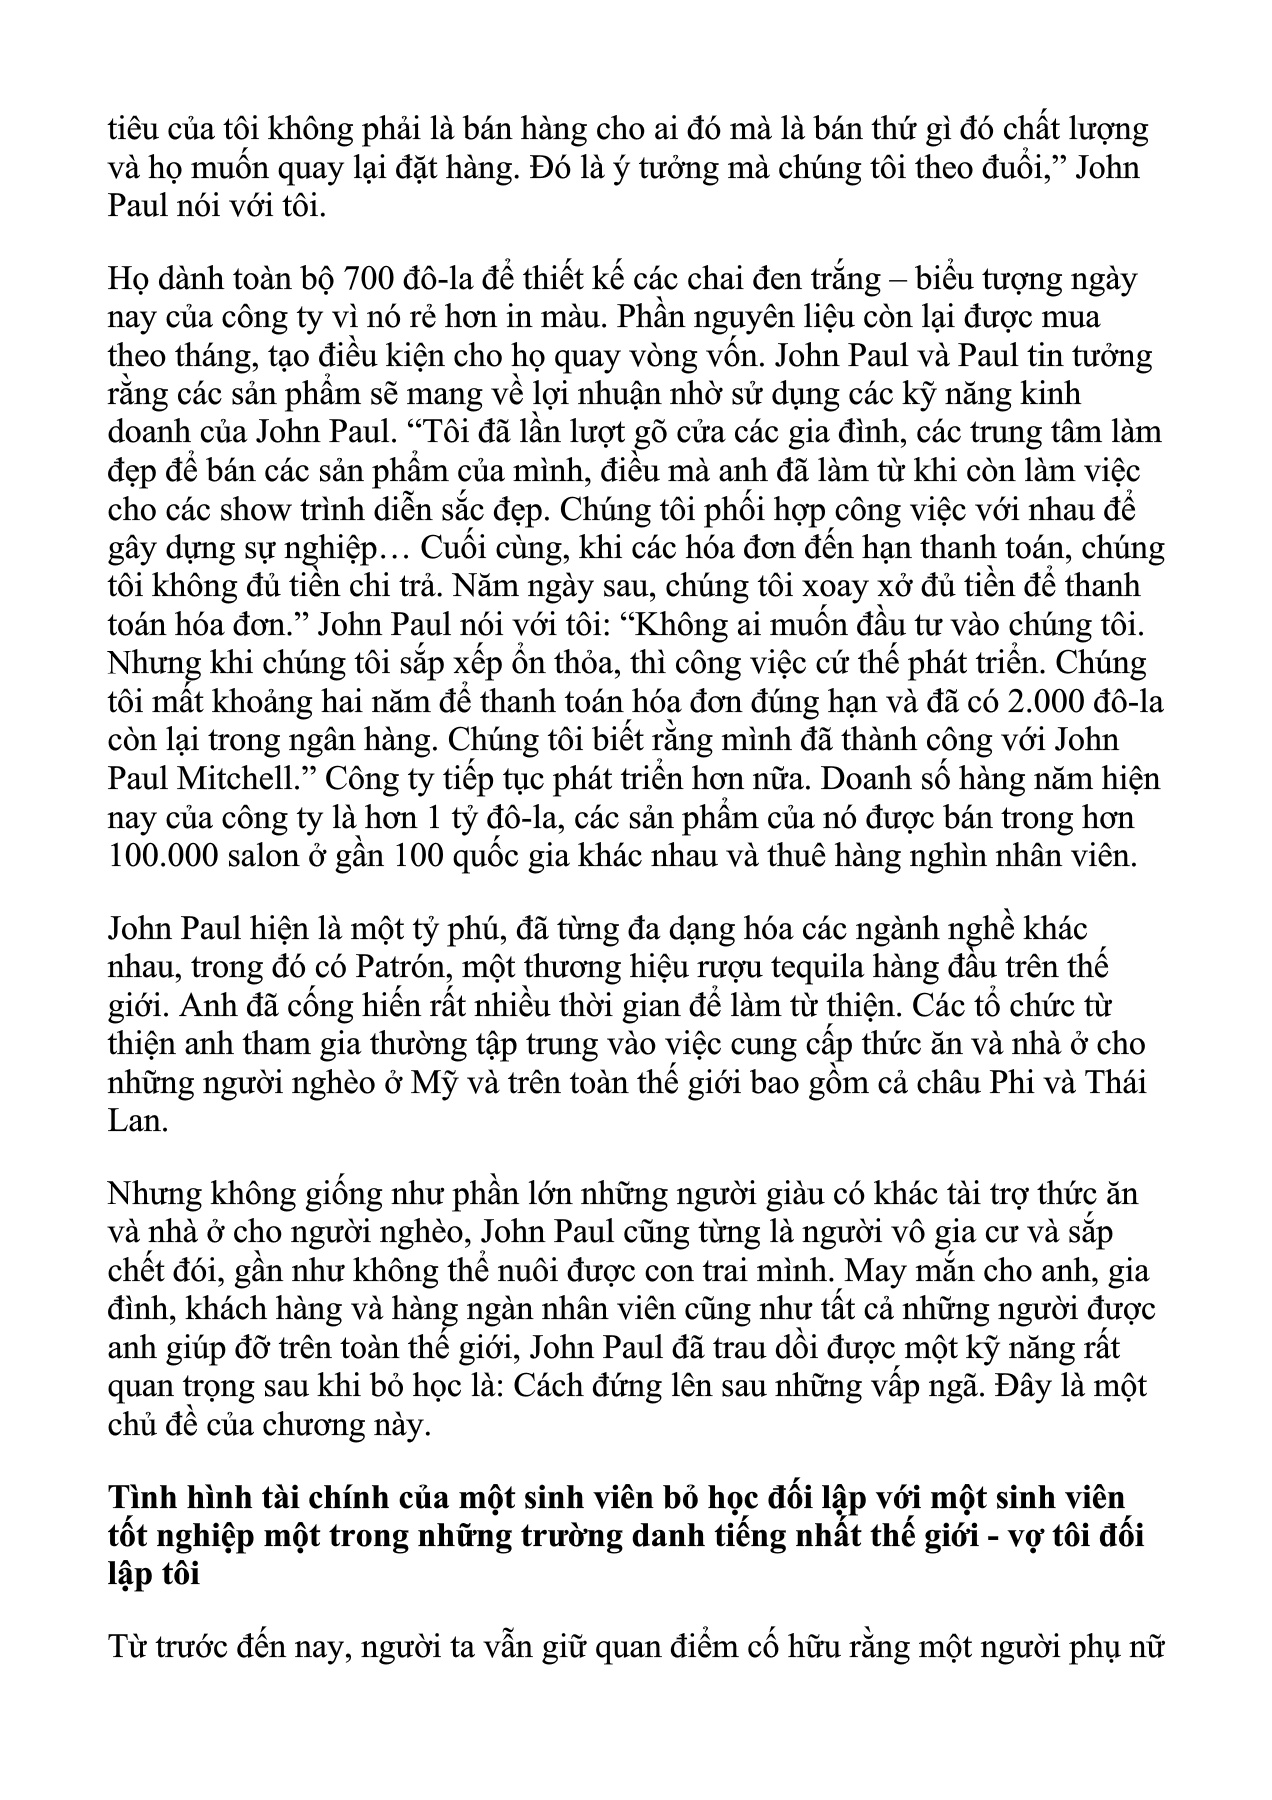 tiêu của tôi không phải là bán hàng cho ai đó mà là bán thứ gì đó chất lượng
và họ muốn quay lại đặt hàng. Đó là ý tưởng mà chúng tôi theo đuổi,” John
Paul nói với tôi.
Họ dành toàn bộ 700 đô-la để thiết kế các chai đen trắng – biểu tượng ngày
nay của công ty vì nó rẻ hơn in màu. Phần nguyên liệu còn lại được mua
theo tháng, tạo điều kiện cho họ quay vòng vốn. John Paul và Paul tin tưởng
rằng các sản phẩm sẽ mang về lợi nhuận nhờ sử dụng các kỹ năng kinh
doanh của John Paul. “Tôi đã lần lượt gõ cửa các gia đình, các trung tâm làm
đẹp để bán các sản phẩm của mình, điều mà anh đã làm từ khi còn làm việc
cho các show trình diễn sắc đẹp. Chúng tôi phối hợp công việc với nhau để
gây dựng sự nghiệp… Cuối cùng, khi các hóa đơn đến hạn thanh toán, chúng
tôi không đủ tiền chi trả. Năm ngày sau, chúng tôi xoay xở đủ tiền để thanh
toán hóa đơn.” John Paul nói với tôi: “Không ai muốn đầu tư vào chúng tôi.
Nhưng khi chúng tôi sắp xếp ổn thỏa, thì công việc cứ thế phát triển. Chúng
tôi mất khoảng hai năm để thanh toán hóa đơn đúng hạn và đã có 2.000 đô-la
còn lại trong ngân hàng. Chúng tôi biết rằng mình đã thành công với John
Paul Mitchell.” Công ty tiếp tục phát triển hơn nữa. Doanh số hàng năm hiện
nay của công ty là hơn 1 tỷ đô-la, các sản phẩm của nó được bán trong hơn
100.000 salon ở gần 100 quốc gia khác nhau và thuê hàng nghìn nhân viên.
John Paul hiện là một tỷ phú, đã từng đa dạng hóa các ngành nghề khác
nhau, trong đó có Patrón, một thương hiệu rượu tequila hàng đầu trên thế
giới. Anh đã cống hiến rất nhiều thời gian để làm từ thiện. Các tổ chức từ
thiện anh tham gia thường tập trung vào việc cung cấp thức ăn và nhà ở cho
những người nghèo ở Mỹ và trên toàn thế giới bao gồm cả châu Phi và Thái
Lan.
Nhưng không giống như phần lớn những người giàu có khác tài trợ thức ăn
và nhà ở cho người nghèo, John Paul cũng từng là người vô gia cư và sắp
chết đói, gần như không thể nuôi được con trai mình. May mắn cho anh, gia
đình, khách hàng và hàng ngàn nhân viên cũng như tất cả những người được
anh giúp đỡ trên toàn thế giới, John Paul đã trau dồi được một kỹ năng rất
quan trọng sau khi bỏ học là: Cách đứng lên sau những vấp ngã. Đây là một
chủ đề của chương này.
Tình hình tài chính của một sinh viên bỏ học đối lập với một sinh viên
tốt nghiệp một trong những trường danh tiếng nhất thế giới - vợ tôi đối
lập tôi
Từ trước đến nay, người ta vẫn giữ quan điểm cố hữu rằng một người phụ nữ